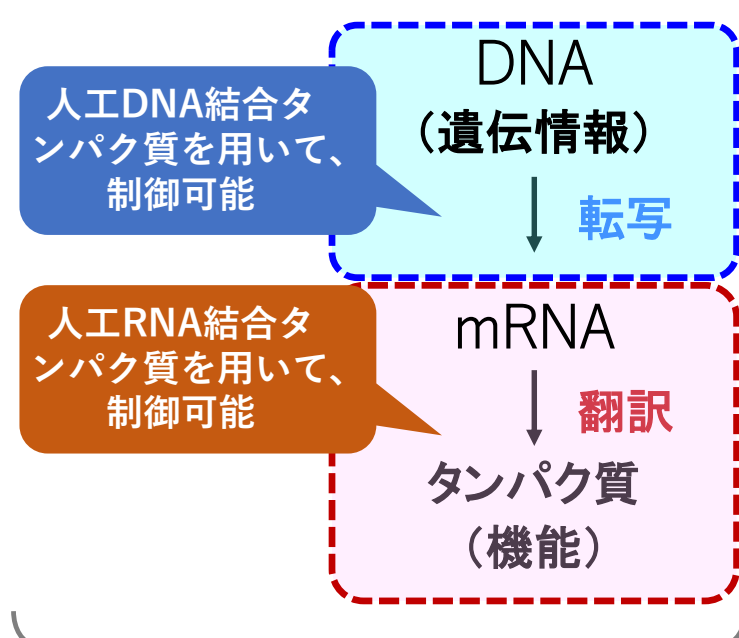 DNA
(遺伝情報)
人工DNA結合タ
ンパク質を用いて、
制御可能
転写
人工RNA結合タ
ンパク質を用いて、
制御可能
mRNA
翻訳
タンパク質
(機能)